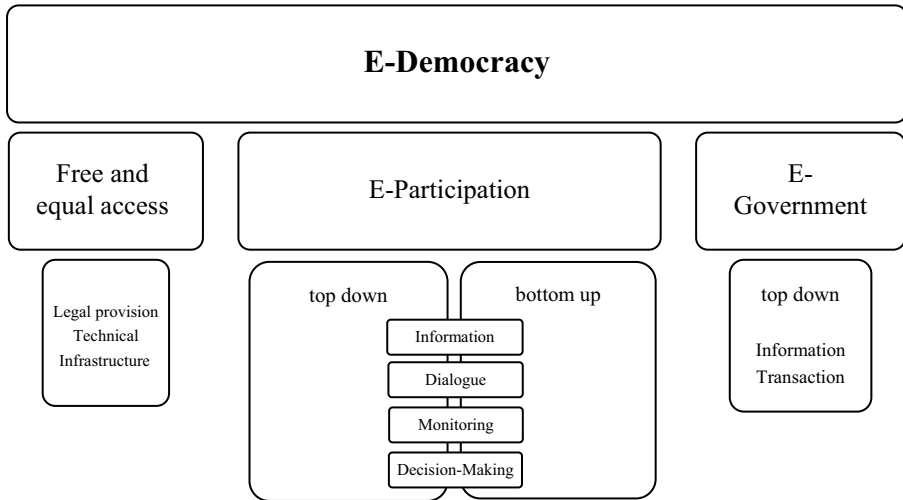 E-Democracy
Free and
equal access
E-Participation
E-
Government
Legal provision
Technical
Infrastructure
top down
bottom up
Information
Dialogue
Monitoring
Decision-Making
top down
Information
Transaction